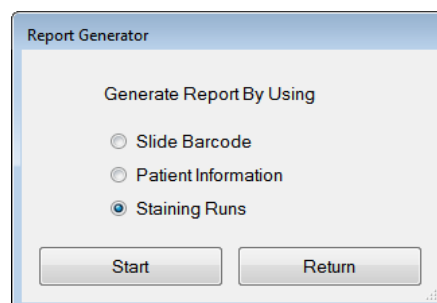 Report Generator
Generate Report By Using
Slide Barcode
Patient Information
Staining Runs
Start
Return